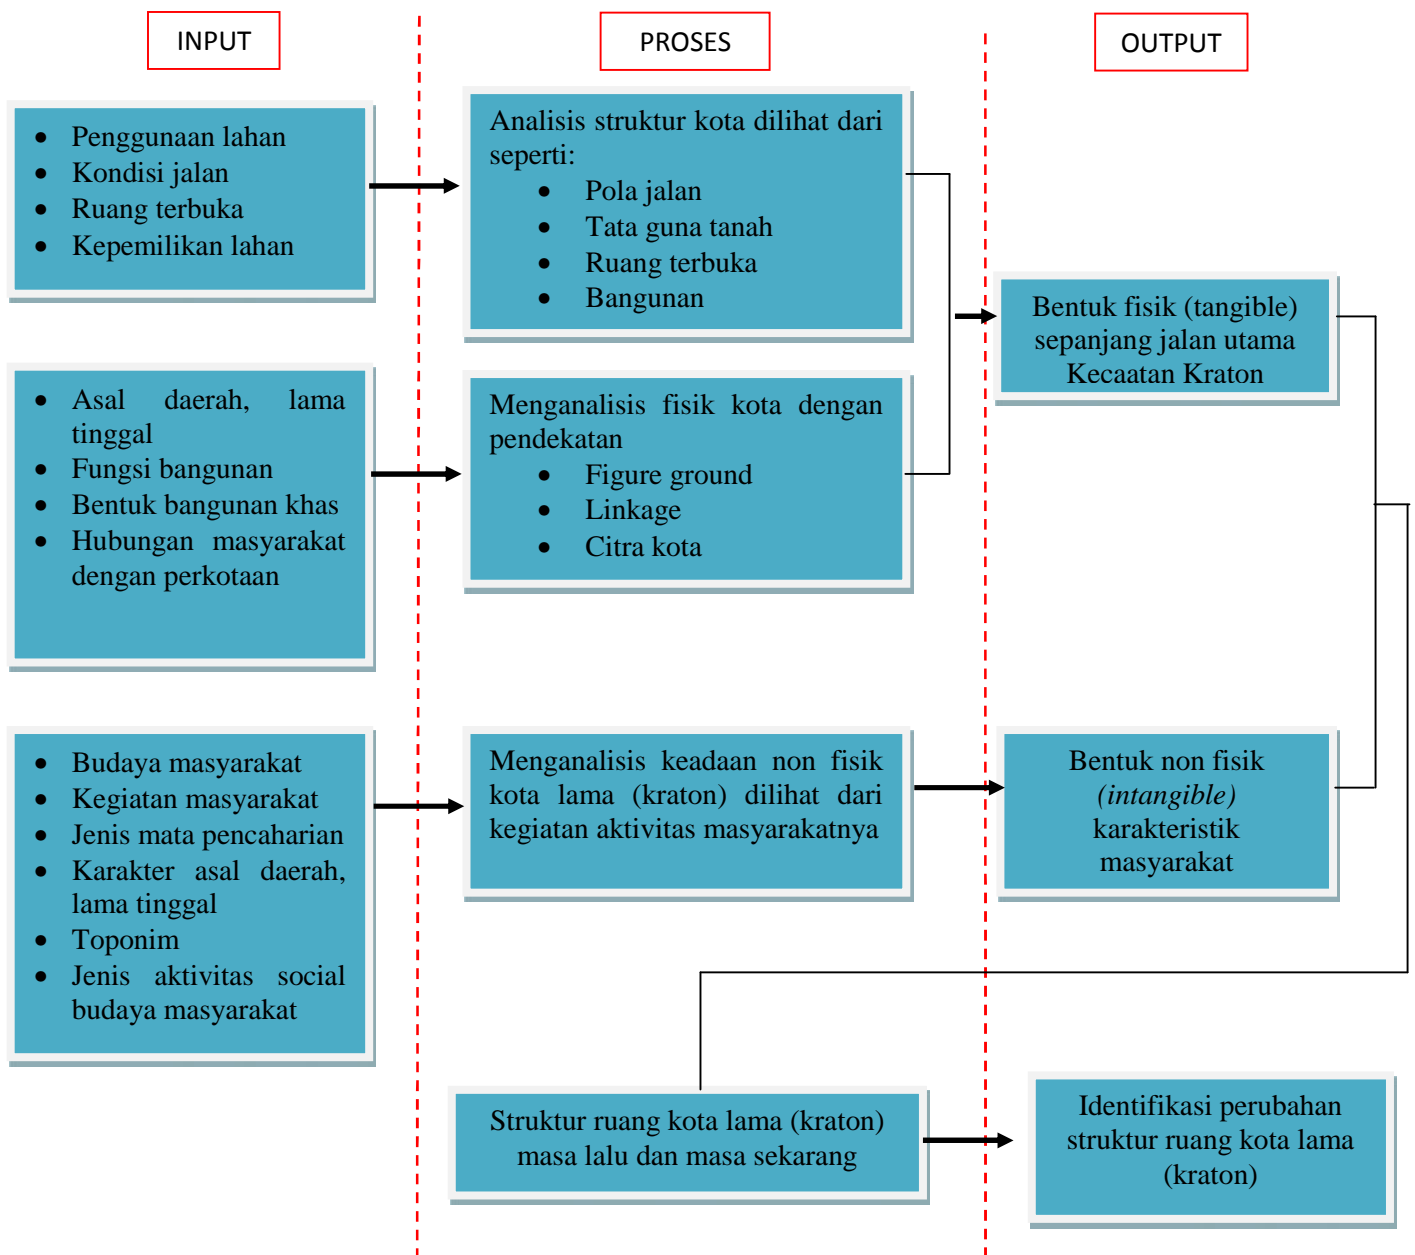 INPUT
PROSES
OUTPUT
• Penggunaan lahan
• Kondisi jalan
• Ruang terbuka
• Kepemilikan lahan
Analisis struktur kota dilihat dari
seperti:
• Pola jalan
• Tata guna tanah
• Ruang terbuka
• Bangunan
Bentuk fisik (tangible)
sepanjang jalan utama
Kecaatan Kraton
• Asal daerah, lama
tinggal
• Fungsi bangunan
• Bentuk bangunan khas
• Hubungan masyarakat
dengan perkotaan
Menganalisis fisik kota dengan
pendekatan
• Figure ground
• Linkage
• Citra kota
• Budaya masyarakat
• Kegiatan masyarakat
• Jenis mata pencaharian
• Karakter asal daerah,
lama tinggal
• Toponim
• Jenis aktivitas social
budaya masyarakat
Menganalisis keadaan non fisik
kota lama (kraton) dilihat dari
kegiatan aktivitas masyarakatnya
Bentuk non fisik
(intangible)
karakteristik
masyarakat
Struktur ruang kota lama (kraton)
masa lalu dan masa sekarang
Identifikasi perubahan
struktur ruang kota lama
(kraton)